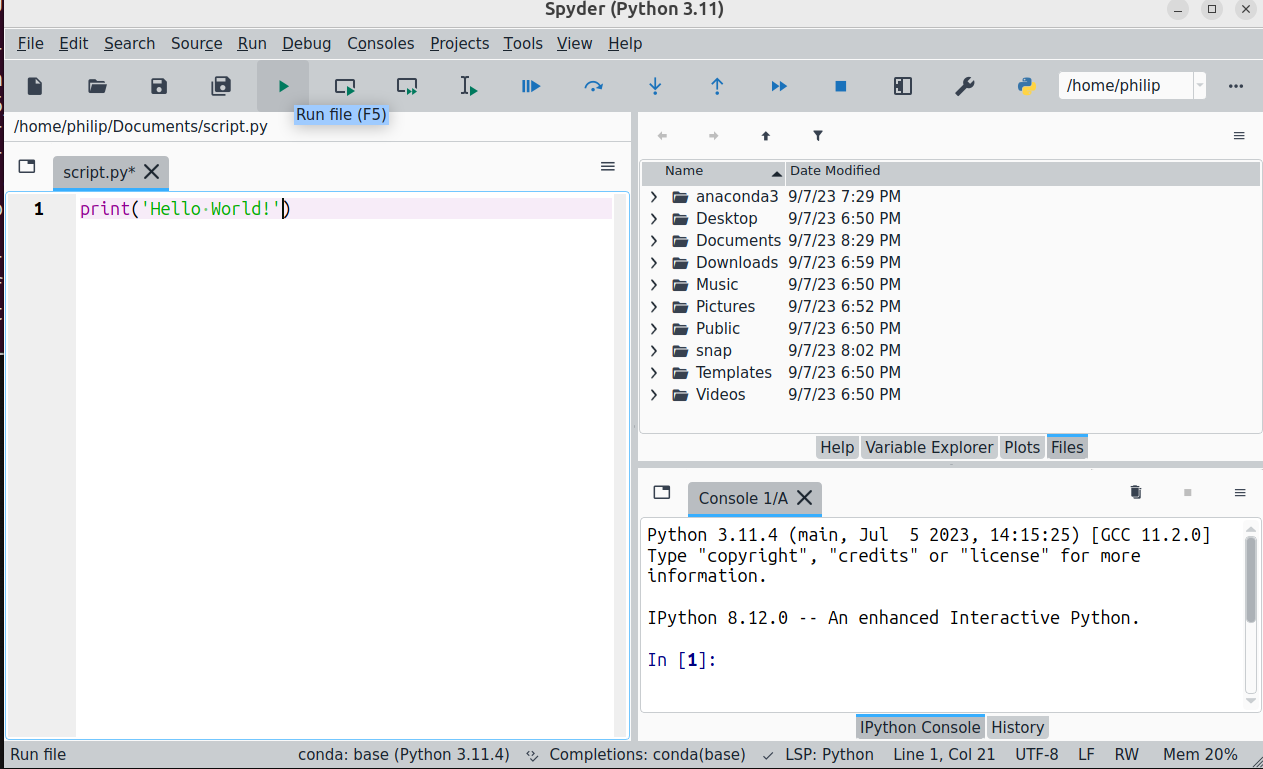 Spyder (Python 3.11)
File Edit Search Source Run Debug Consoles Projects Tools View Help
/home/philip
Run file (F5)
/home/philip/Documents/script.py
script.py*
1 print('Hello·World!')
Name Date Modified
anaconda3 9/7/23 7:29 PM
Desktop 9/7/23 6:50 PM
Documents 9/7/23 8:29 PM
Downloads 9/7/23 6:59 PM
Music 9/7/23 6:50 PM
Pictures 9/7/23 6:52 PM
Public 9/7/23 6:50 PM
snap 9/7/23 8:02 PM
Templates 9/7/23 6:50 PM
Videos 9/7/23 6:50 PM
Help Variable Explorer Plots Files
Console 1/A
Python 3.11.4 (main, Jul  5 2023, 14:15:25) [GCC 11.2.0]
Type "copyright", "credits" or "license" for more
information.
IPython 8.12.0 -- An enhanced Interactive Python.
In [1]:
IPython Console History
Run file conda: base (Python 3.11.4) Completions: conda(base) LSP: Python Line 1, Col 21 UTF-8 LF RW Mem 20%